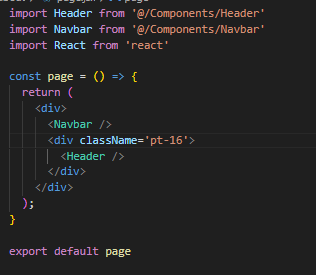 import Header from '@/Components/Header'
import Navbar from '@/Components/Navbar'
import React from 'react'

const page = () => {
  return (
    <div>
      <Navbar />
      <div className='pt-16'>
        <Header />
      </div>
    </div>
  );
}

export default page